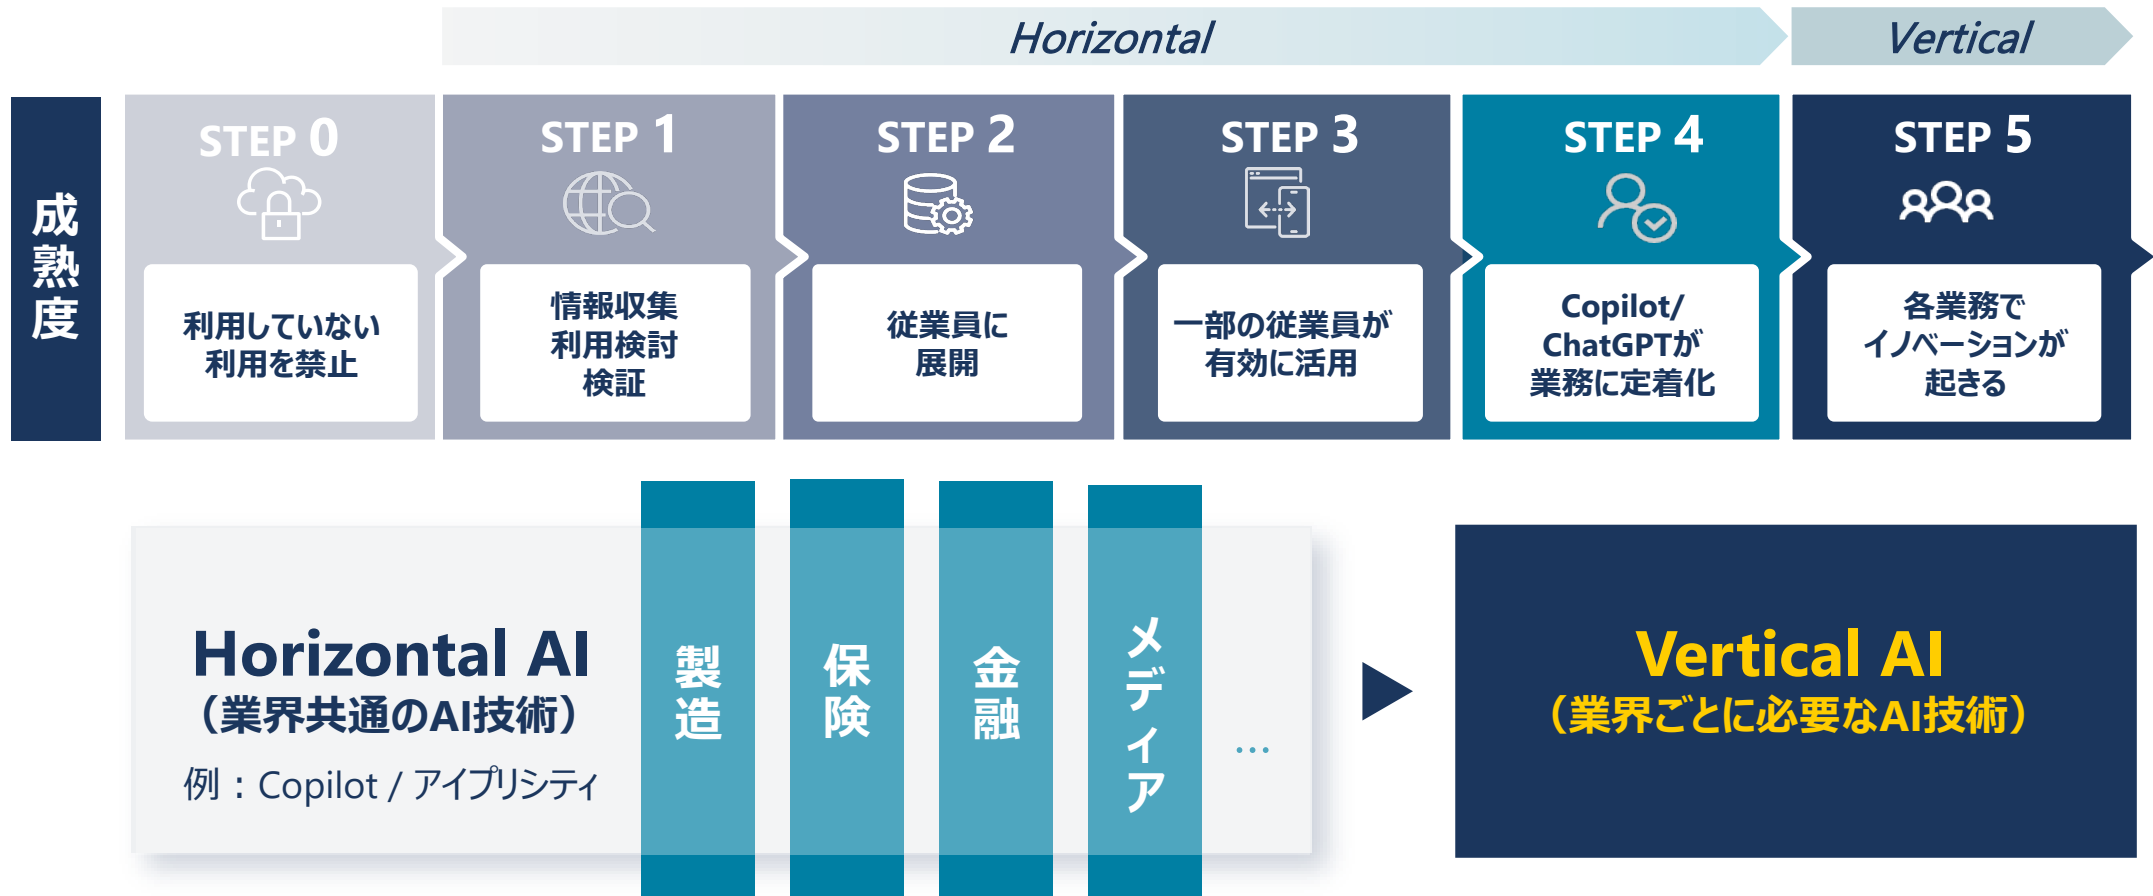 Horizontal
Vertical
成熟度
STEP 0
利用していない
利用を禁止
STEP 1
情報収集
利用検討
検証
STEP 2
従業員に
展開
STEP 3
一部の従業員が
有効に活用
STEP 4
Copilot/
ChatGPTが
業務に定着化
STEP 5
各業務で
イノベーションが
起きる
Horizontal AI
（業界共通のAI技術）
例：Copilot / アイプリシティ
製造
保険
金融
メディア
…
Vertical AI
（業界ごとに必要なAI技術）